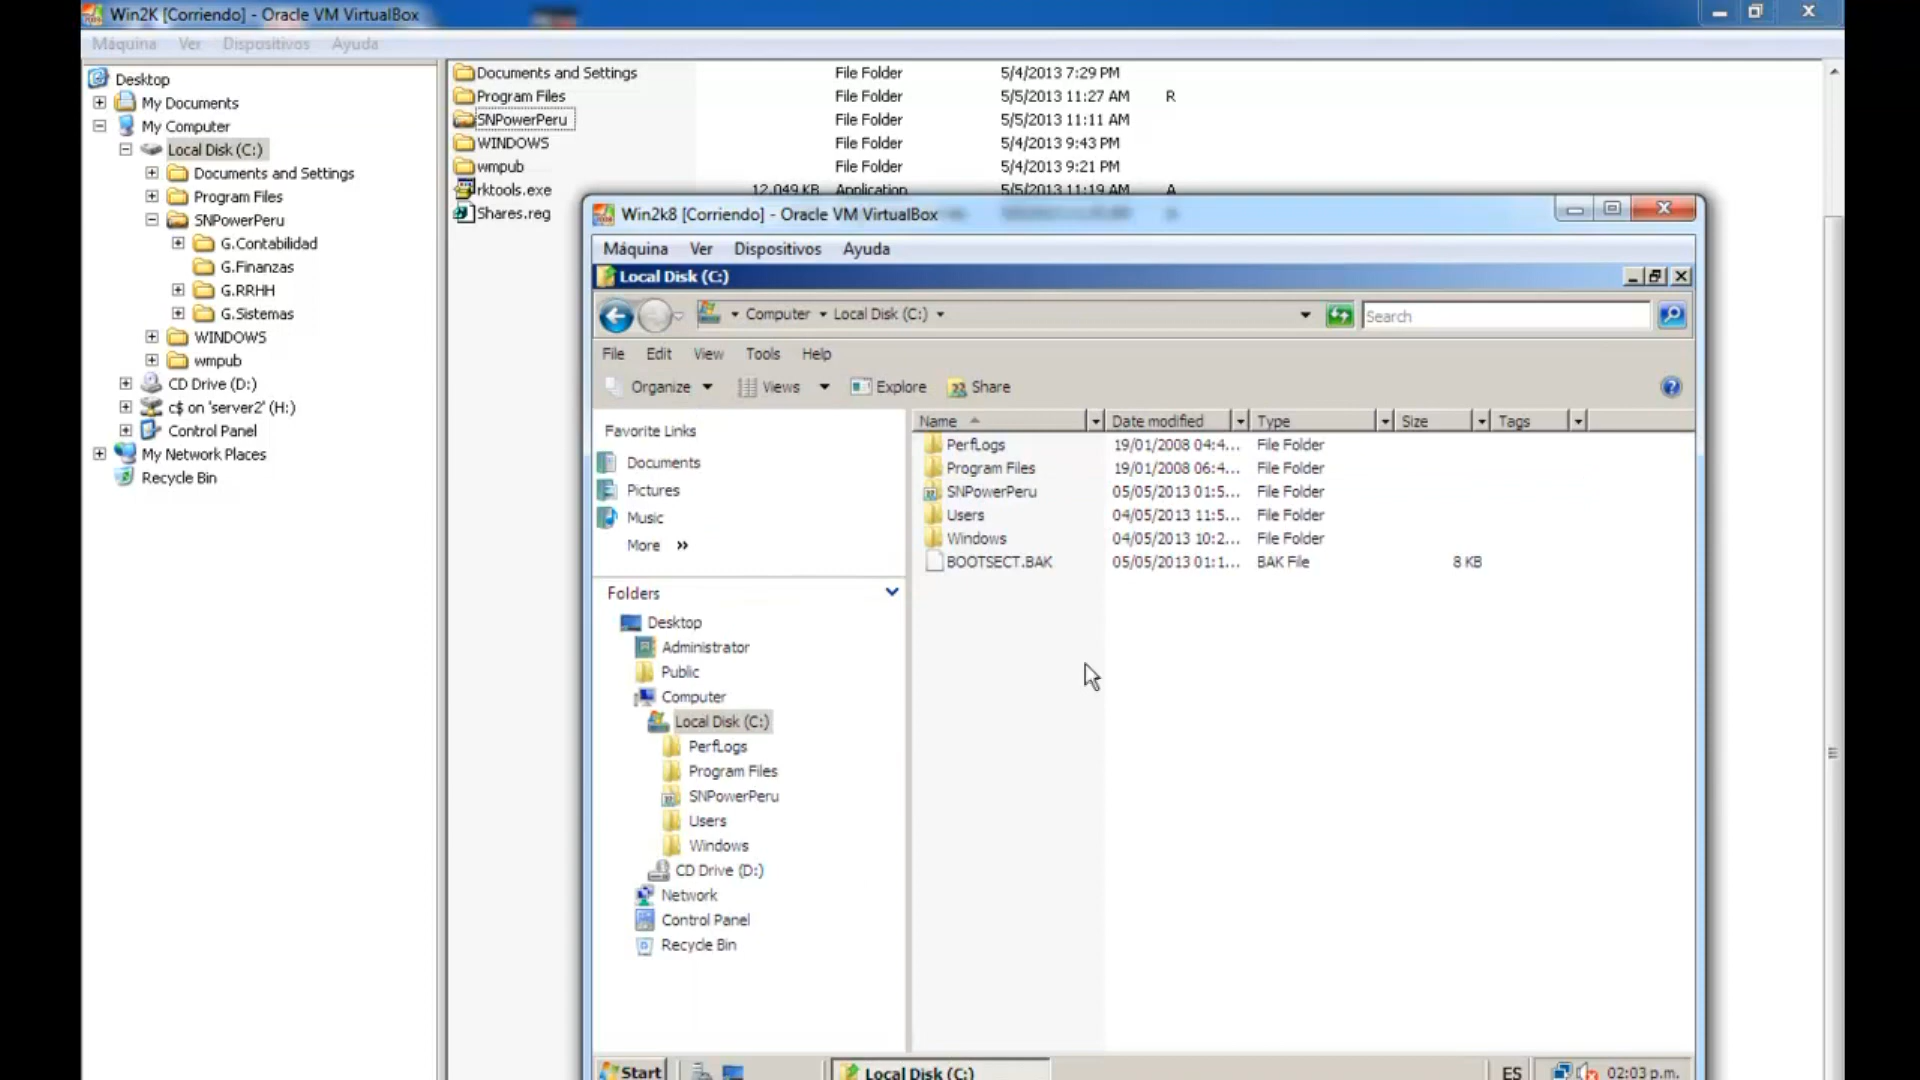 Win2K [Corriendo] - Oracle VM VirtualBox
Máquina Ver Dispositivos Ayuda
Desktop
My Documents
My Computer
Local Disk (C:)
Documents and Settings
Program Files
SNPowerPeru
G.Contabilidad
G.Finanzas
G.RRHH
G.Sistemas
WINDOWS
wmpub
CD Drive (D:)
c$ on 'server2' (H:)
Control Panel
My Network Places
Recycle Bin
Documents and Settings File Folder 5/4/2013 7:29 PM
Program Files File Folder 5/5/2013 11:27 AM R
SNPowerPeru File Folder 5/5/2013 11:11 AM
WINDOWS File Folder 5/4/2013 9:43 PM
wmpub File Folder 5/4/2013 9:21 PM
rktools.exe 12,049 KB Application 5/5/2013 11:19 AM A
Shares.reg
Win2k8 [Corriendo] - Oracle VM VirtualBox
Máquina Ver Dispositivos Ayuda
Local Disk (C:)
Computer Local Disk (C:) Search
File Edit View Tools Help
Organize Views Explore Share
Favorite Links
Documents
Pictures
Music
More »
Folders
Desktop
Administrator
Public
Computer
Local Disk (C:)
PerfLogs
Program Files
SNPowerPeru
Users
Windows
CD Drive (D:)
Network
Control Panel
Recycle Bin
Name Date modified Type Size Tags
PerfLogs 19/01/2008 04:4... File Folder
Program Files 19/01/2008 06:4... File Folder
SNPowerPeru 05/05/2013 01:5... File Folder
Users 04/05/2013 11:5... File Folder
Windows 04/05/2013 10:2... File Folder
BOOTSECT.BAK 05/05/2013 01:1... BAK File 8 KB
Start Local Disk (C:) ES 02:03 p.m.